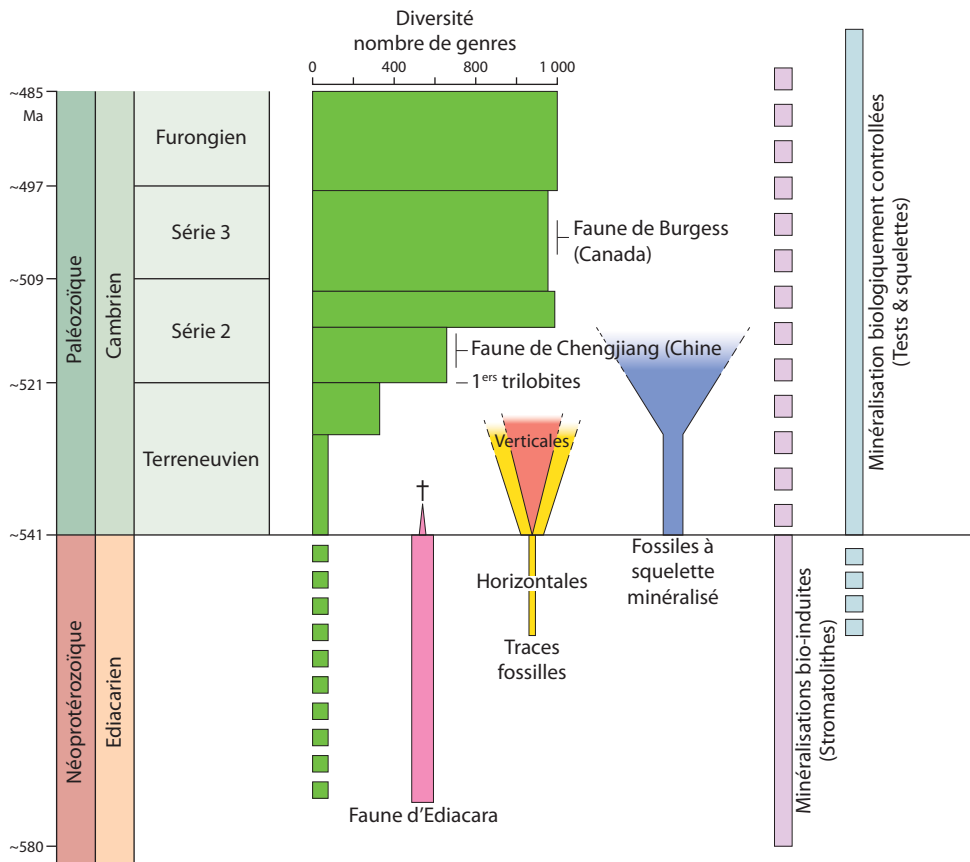 Diversité
nombre de genres
0 400 800 1 000
~485
Ma
~497
~509
~521
~541
~580
Paléozoïque
Néoprotérozoïque
Cambrien
Ediacarien
Furongien
Série 3
Série 2
Terreneuvien
Faune de Burgess
(Canada)
Faune de Chengjiang (Chine
1ers trilobites
Verticales
†
Horizontales
Traces
fossilles
Fossiles à
squelette
minéralisé
Faune d’Ediacara
Minéralisations bio-induites
(Stromatolithes)
Minéralisation biologiquement controllées
(Tests & squelettes)